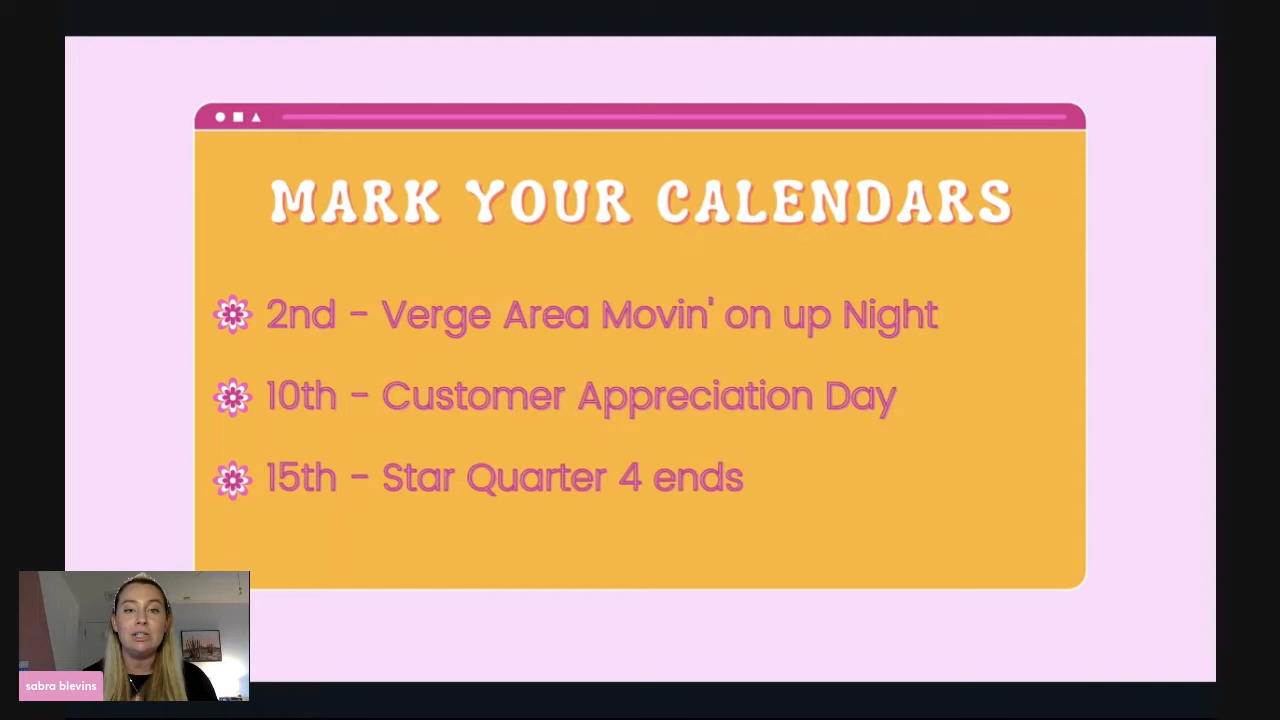 MARK YOUR CALENDARS
2nd - Verge Area Movin' on up Night
10th - Customer Appreciation Day
15th - Star Quarter 4 ends
sabra blevins